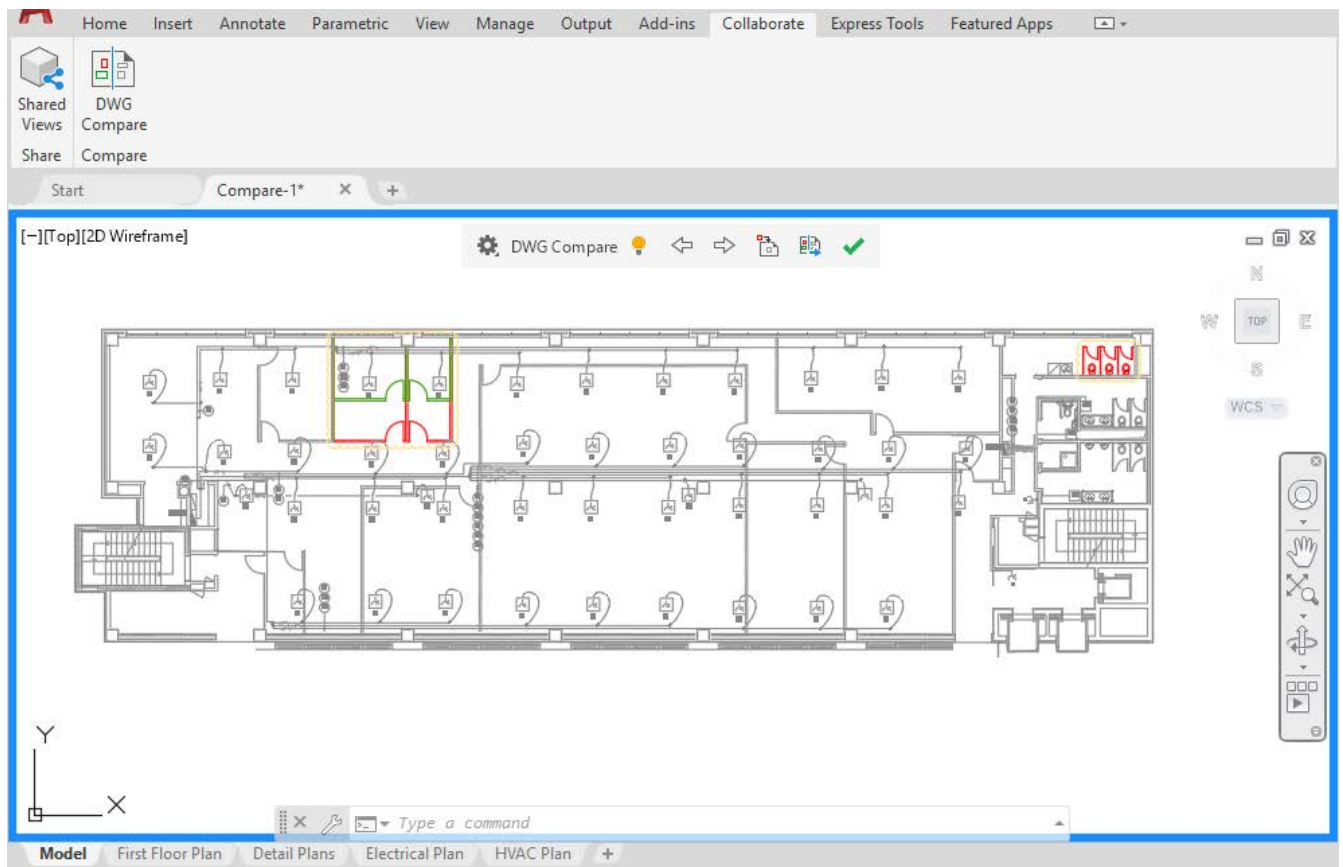 Home Insert Annotate Parametric View Manage Output Add-ins Collaborate Express Tools Featured Apps
Shared Views
DWG Compare
Share Compare
Start Compare-1*
[−][Top][2D Wireframe]
DWG Compare
N
W TOP E
S
WCS
Y
X
Type a command
Model First Floor Plan Detail Plans Electrical Plan HVAC Plan +